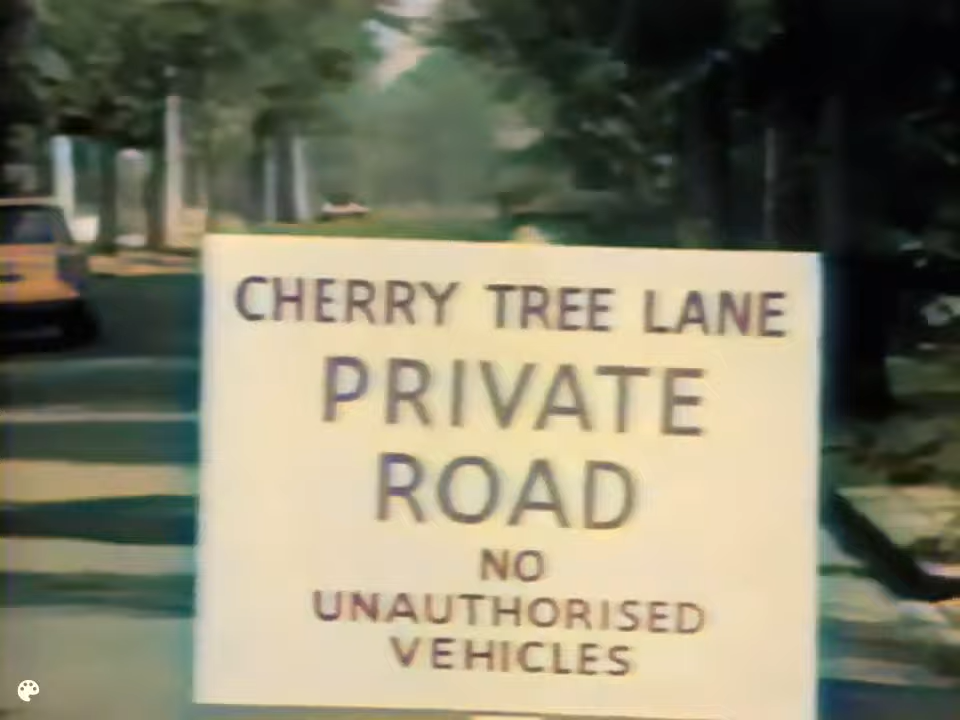 CHERRY TREE LANE
PRIVATE
ROAD
NO
UNAUTHORISED
VEHICLES